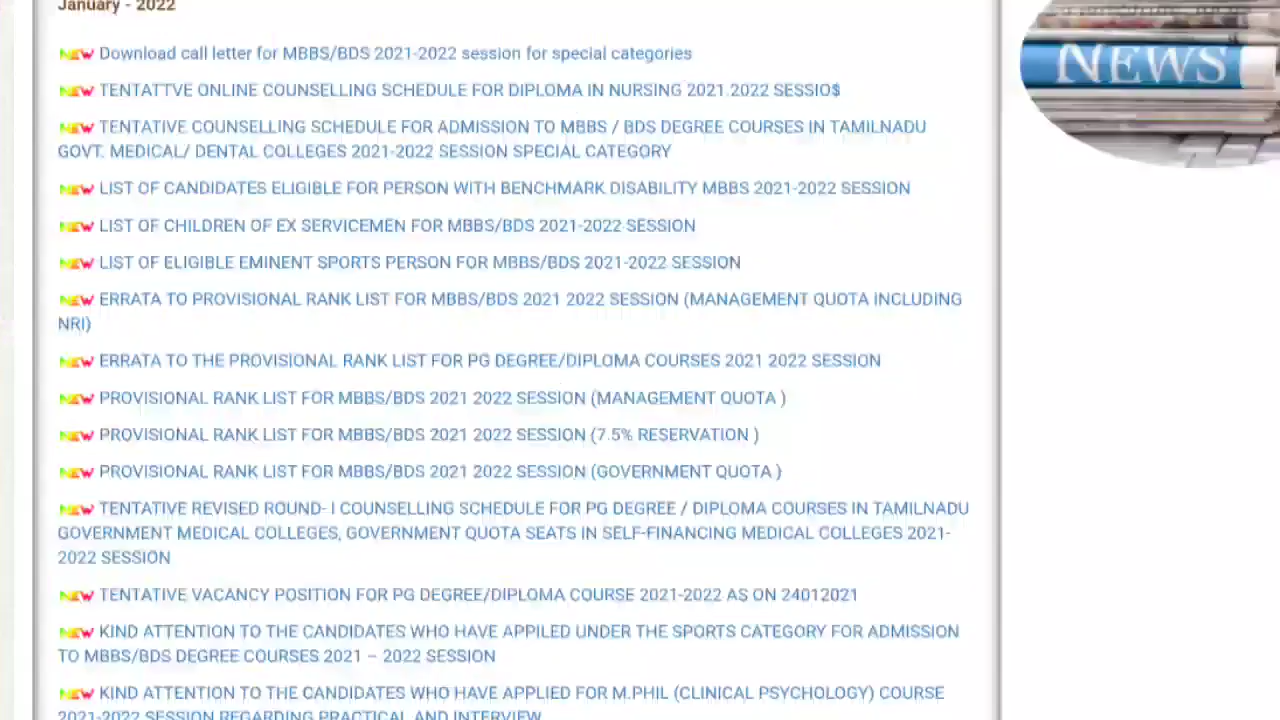 January - 2022
NEW Download call letter for MBBS/BDS 2021-2022 session for special categories
NEW TENTATTVE ONLINE COUNSELLING SCHEDULE FOR DIPLOMA IN NURSING 2021 2022 SESSIO$
NEW TENTATIVE COUNSELLING SCHEDULE FOR ADMISSION TO MBBS / BDS DEGREE COURSES IN TAMILNADU
GOVT. MEDICAL/ DENTAL COLLEGES 2021-2022 SESSION SPECIAL CATEGORY
NEW LIST OF CANDIDATES ELIGIBLE FOR PERSON WITH BENCHMARK DISABILITY MBBS 2021-2022 SESSION
NEW LIST OF CHILDREN OF EX SERVICEMEN FOR MBBS/BDS 2021-2022 SESSION
NEW LIST OF ELIGIBLE EMINENT SPORTS PERSON FOR MBBS/BDS 2021-2022 SESSION
NEW ERRATA TO PROVISIONAL RANK LIST FOR MBBS/BDS 2021 2022 SESSION (MANAGEMENT QUOTA INCLUDING
NRI)
NEW ERRATA TO THE PROVISIONAL RANK LIST FOR PG DEGREE/DIPLOMA COURSES 2021 2022 SESSION
NEW PROVISIONAL RANK LIST FOR MBBS/BDS 2021 2022 SESSION (MANAGEMENT QUOTA )
NEW PROVISIONAL RANK LIST FOR MBBS/BDS 2021 2022 SESSION (7.5% RESERVATION )
NEW PROVISIONAL RANK LIST FOR MBBS/BDS 2021 2022 SESSION (GOVERNMENT QUOTA )
NEW TENTATIVE REVISED ROUND- I COUNSELLING SCHEDULE FOR PG DEGREE / DIPLOMA COURSES IN TAMILNADU
GOVERNMENT MEDICAL COLLEGES, GOVERNMENT QUOTA SEATS IN SELF-FINANCING MEDICAL COLLEGES 2021-
2022 SESSION
NEW TENTATIVE VACANCY POSITION FOR PG DEGREE/DIPLOMA COURSE 2021-2022 AS ON 24012021
NEW KIND ATTENTION TO THE CANDIDATES WHO HAVE APPILED UNDER THE SPORTS CATEGORY FOR ADMISSION
TO MBBS/BDS DEGREE COURSES 2021 – 2022 SESSION
NEW KIND ATTENTION TO THE CANDIDATES WHO HAVE APPLIED FOR M.PHIL (CLINICAL PSYCHOLOGY) COURSE
2021-2022 SESSION REGARDING PRACTICAL AND INTERVIEW
NEWS